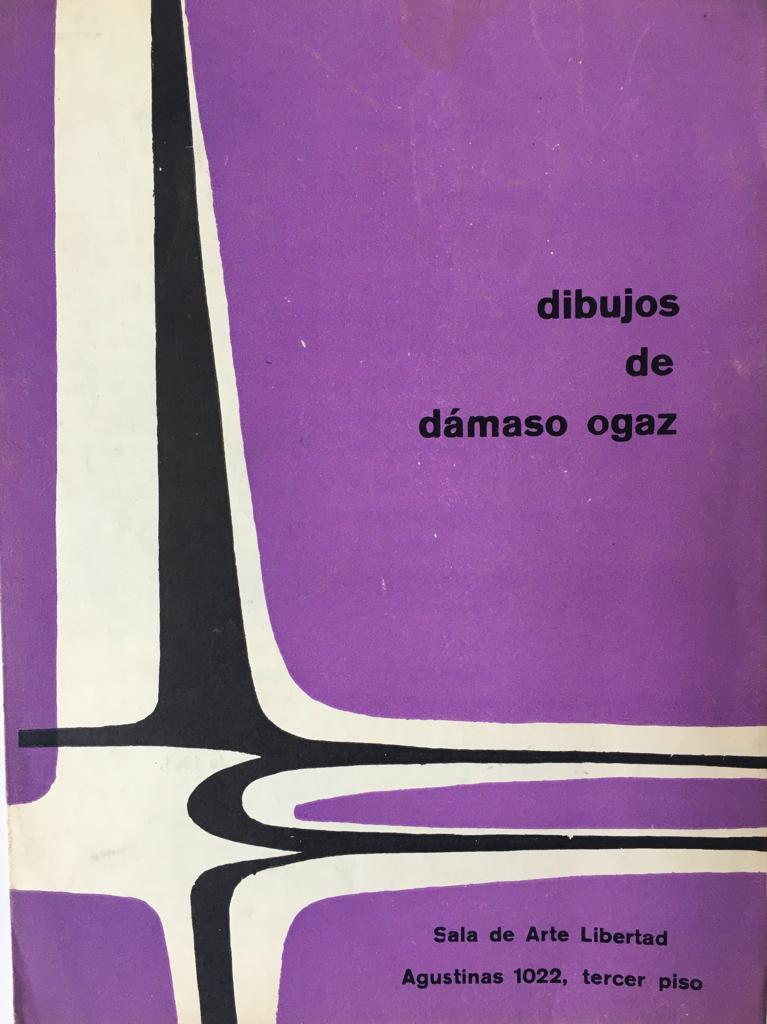 dibujos
de
dámaso ogaz
Sala de Arte Libertad
Agustinas 1022, tercer piso